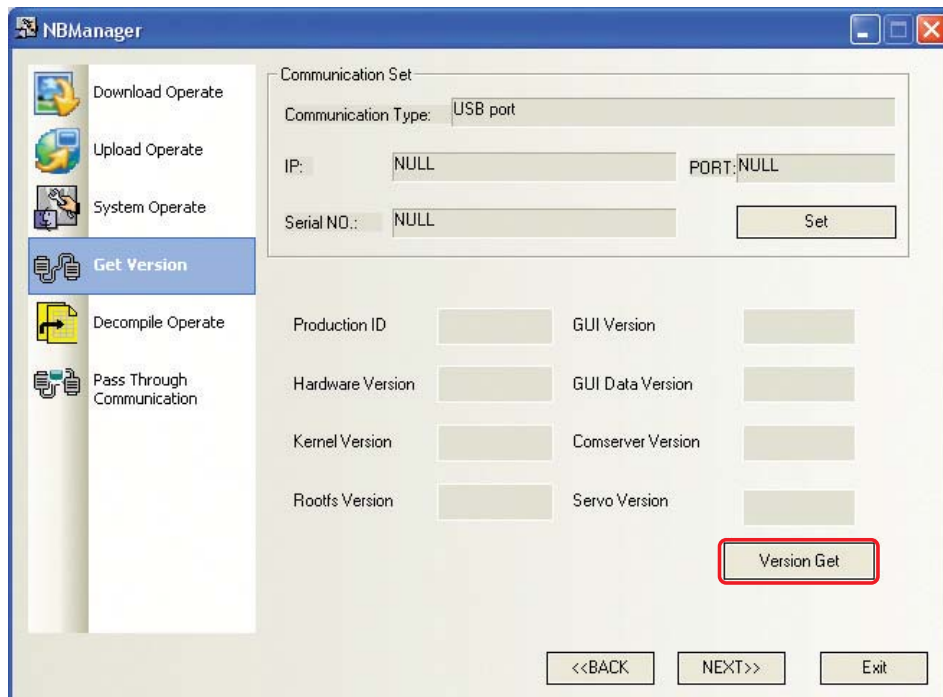 NBManager
Download Operate
Upload Operate
System Operate
Get Version
Decompile Operate
Pass Through
Communication
Communication Set
Communication Type: USB port
IP: NULL PORT: NULL
Serial NO.: NULL Set
Production ID GUI Version
Hardware Version GUI Data Version
Kernel Version Comserver Version
Rootfs Version Servo Version
Version Get
<<BACK NEXT>> Exit